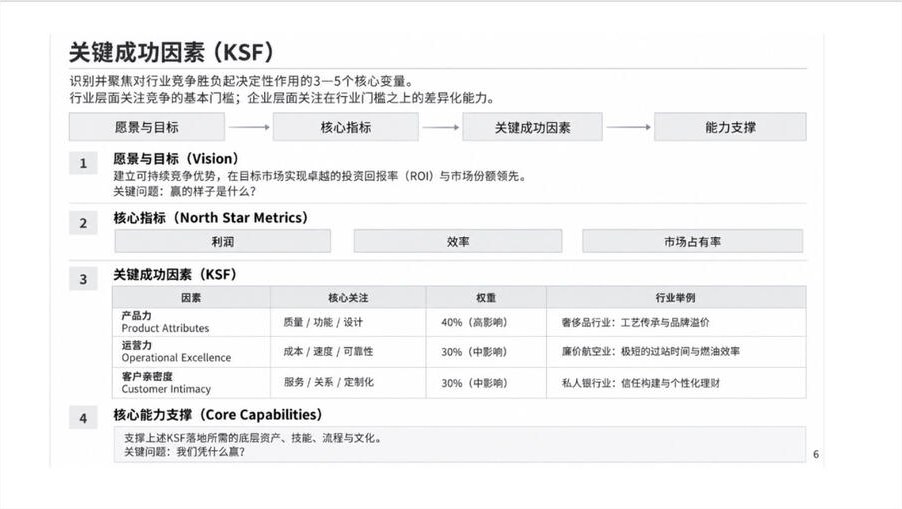 关键成功因素（KSF）
识别并聚焦对行业竞争胜负起决定性作用的3—5个核心变量。
行业层面关注竞争的基本门槛；企业层面关注在行业门槛之上的差异化能力。
愿景与目标
核心指标
关键成功因素
能力支撑
1
愿景与目标（Vision）
建立可持续竞争优势，在目标市场实现卓越的投资回报率（ROI）与市场份额领先。
关键问题：赢的样子是什么？
2
核心指标（North Star Metrics）
利润
效率
市场占有率
3
关键成功因素（KSF）
因素
核心关注
权重
行业举例
产品力
Product Attributes
质量 / 功能 / 设计
40%（高影响）
奢侈品行业：工艺传承与品牌溢价
运营力
Operational Excellence
成本 / 速度 / 可靠性
30%（中影响）
廉价航空业：极短的过站时间与燃油效率
客户亲密度
Customer Intimacy
服务 / 关系 / 定制化
30%（中影响）
私人银行业：信任构建与个性化理财
4
核心能力支撑（Core Capabilities）
支撑上述KSF落地所需的底层资产、技能、流程与文化。
关键问题：我们凭什么赢？
6